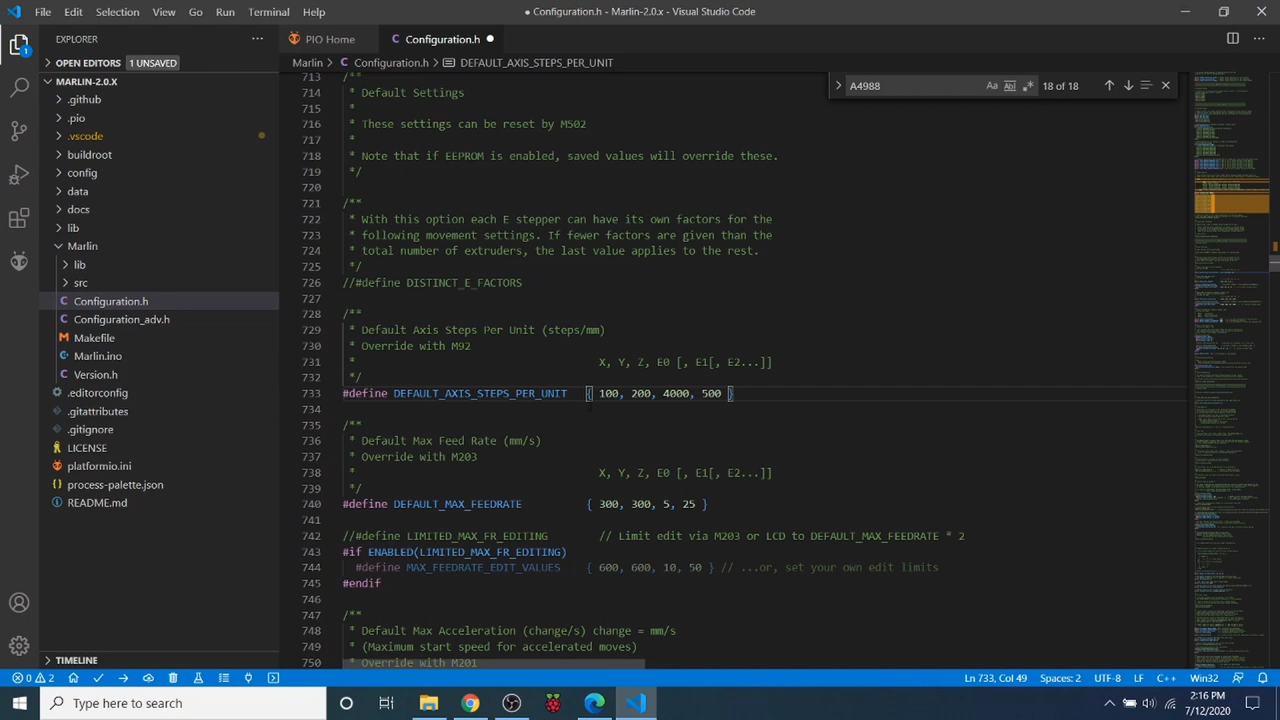 File Edit Selection View Go Run Terminal Help
● Configuration.h - Marlin-2.0.x - Visual Studio Code
EXPLORER
PIO Home
Configuration.h
OPEN EDITORS 1 UNSAVED
Marlin > Configuration.h > DEFAULT_AXIS_STEPS_PER_UNIT
MARLIN-2.0.X
.github
.pio
.vscode
buildroot
config
data
docs
lib
Marlin
lib
Configuration.h
Configuration_adv.h
Makefile
Marlin.ino
Version.h
.gitattributes
.gitignore
LICENSE
platformio.ini
README.md
TIMELINE
A4988
18 of 18
713 /**
714 * Default Settings
715 *
716 * These settings can be M502
717 *
718 * Note that if EEPROM is enabled, saved values will override these.
719 */
720
721 /**
722 * With this option each E stepper can have its own factors for the
723 * following movement settings. If fewer factors are given than the
724 * total number of extruders, the last value applies to the rest.
725 */
726 //#define DISTINCT_E_FACTORS
727
728 /**
729 * Default Axis Steps Per Unit (steps/mm)
730 * Override with M92
731 * X, Y, Z, E0 [, E1[, E2...]]
732 */
733 #define DEFAULT_AXIS_STEPS_PER_UNIT { 100, 200, 4000, 500 }
734
735 /**
736 * Default Max Feed Rate (mm/s)
737 * Override with M203
738 * X, Y, Z, E0 [, E1[, E2...]]
739 */
740 #define DEFAULT_MAX_FEEDRATE { 300, 300, 5, 25 }
741
742 //#define LIMITED_MAX_FR_EDITING // Limit edit via M203 or LCD to DEFAULT_MAX_FEEDRATE * 2
743 #if ENABLED(LIMITED_MAX_FR_EDITING)
744 #define MAX_FEEDRATE_EDIT_VALUES { 600, 600, 10, 50 } // ...or, set your own edit limits
745 #endif
746
747 /**
748 * Default Max Acceleration (change/s) change = mm/s
749 * (Maximum start speed for accelerated moves)
750 * Override with M201
0 2
Ln 733, Col 49 Spaces: 2 UTF-8 LF C++ Win32
Type here to search
2:16 PM
7/12/2020